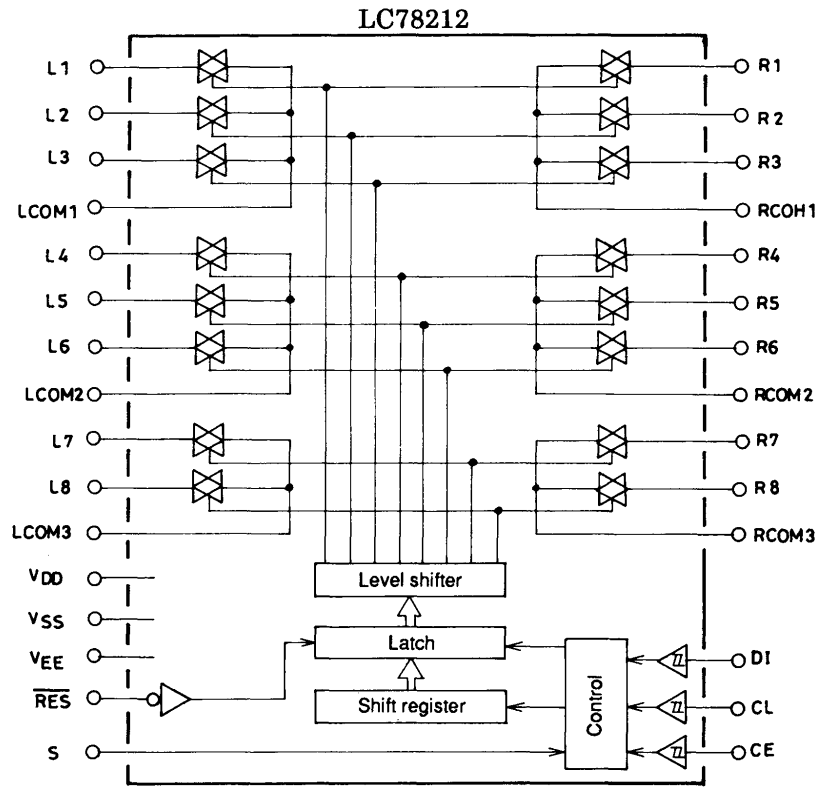 LC78212
L1
R1
L2
R2
L3
R3
LCOM1
RCOH1
L4
R4
L5
R5
L6
R6
LCOM2
RCOM2
L7
R7
L8
R8
LCOM3
RCOM3
VDD
Level shifter
VSS
Latch
VEE
DI
RES
Shift register
Control
CL
S
CE